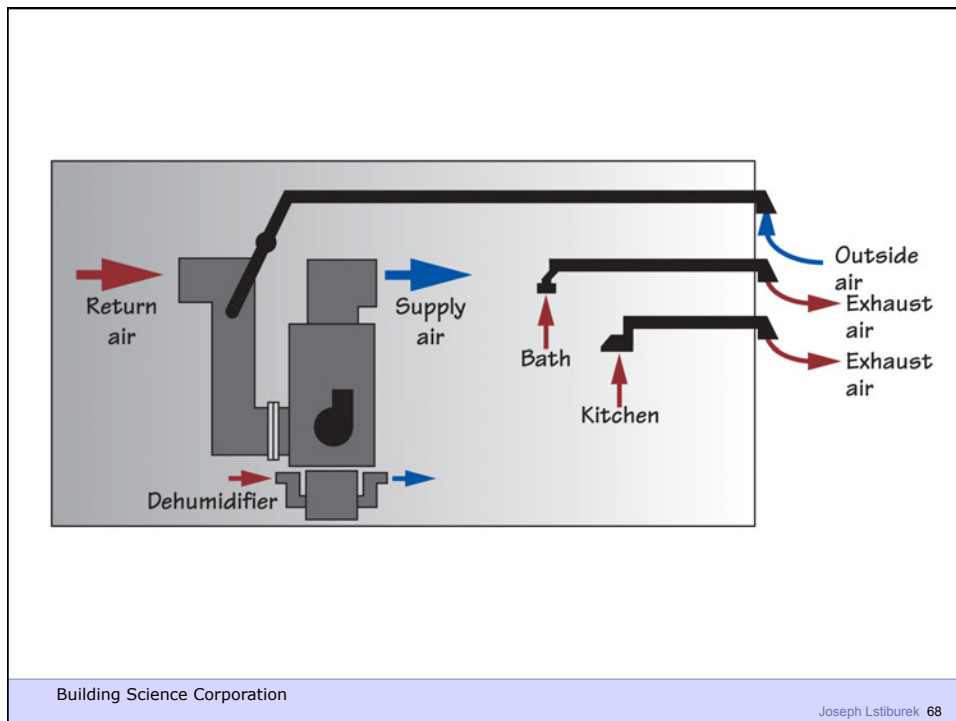 Outside
air
Return
air
Supply
air
Exhaust
air
Bath
Exhaust
air
Kitchen
Dehumidifier
Building Science Corporation
Joseph Lstiburek 68